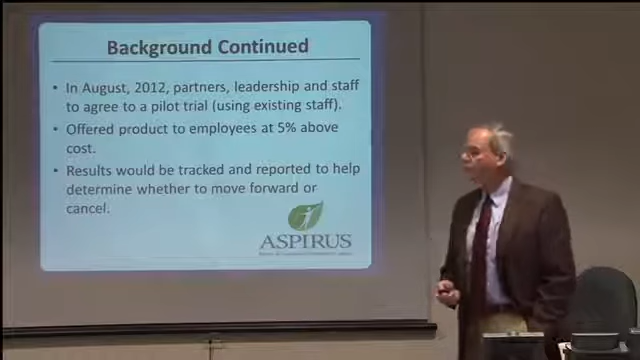 Background Continued
• In August, 2012, partners, leadership and staff
to agree to a pilot trial (using existing staff).
• Offered product to employees at 5% above
cost.
• Results would be tracked and reported to help
determine whether to move forward or
cancel.
ASPIRUS